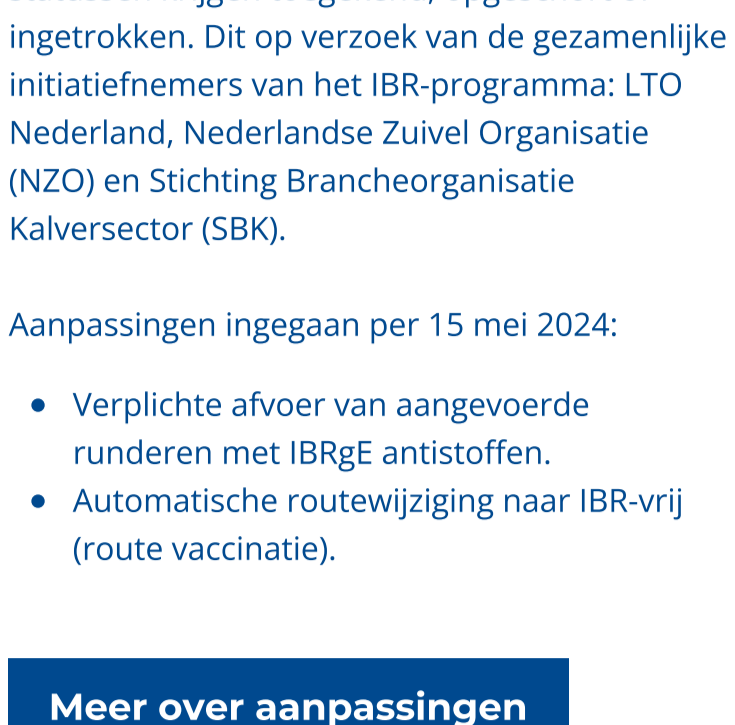 ingetrokken. Dit op verzoek van de gezamenlijke
initiatiefnemers van het IBR-programma: LTO
Nederland, Nederlandse Zuivel Organisatie
(NZO) en Stichting Brancheorganisatie
Kalversector (SBK).
Aanpassingen ingegaan per 15 mei 2024:
• Verplichte afvoer van aangevoerde
runderen met IBRgE antistoffen.
• Automatische routewijziging naar IBR-vrij
(route vaccinatie).
Meer over aanpassingen